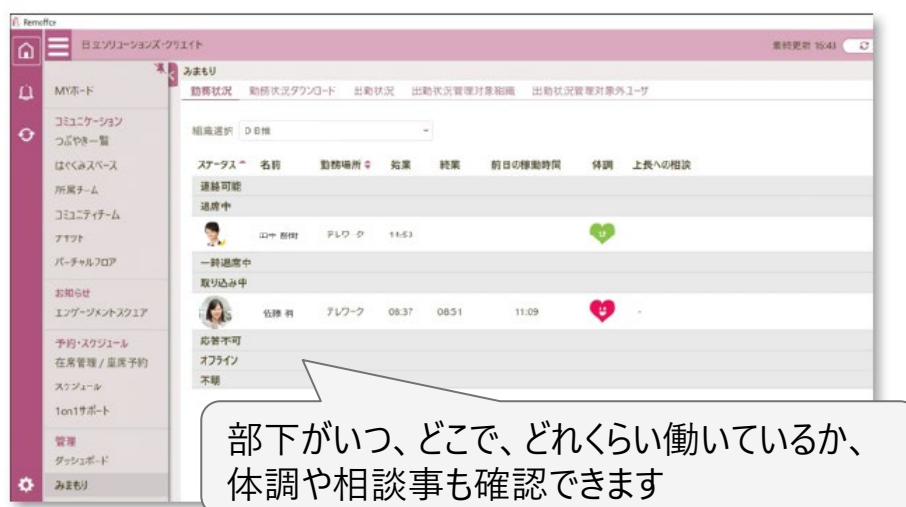 Remoffice
日立ソリューションズ・クリエイト
最終更新 15:43
みまもり
勤務状況 勤務状況ダウンロード 出勤状況 出勤状況管理対象組織 出勤状況管理対象外ユーザ
組織選択
ステータス 名前 勤務場所 始業 終業 前日の稼動時間 体調 上長への相談
連絡可能
退席中
テレワーク
一時退席中
取り込み中
佐藤 テレワーク 08:37 08:51 11:09 -
応答不可
オフライン
不明
MYボード
コミュニケーション
つぶやき一覧
はぐくみスペース
所属チーム
コミュニティチーム
バーチャルフロア
お知らせ
エンゲージメントスクエア
予約・スケジュール
在席管理 / 座席予約
スケジュール
1on1サポート
管理
ダッシュボード
みまもり
部下がいつ、どこで、どれくらい働いているか、
体調や相談事も確認できます